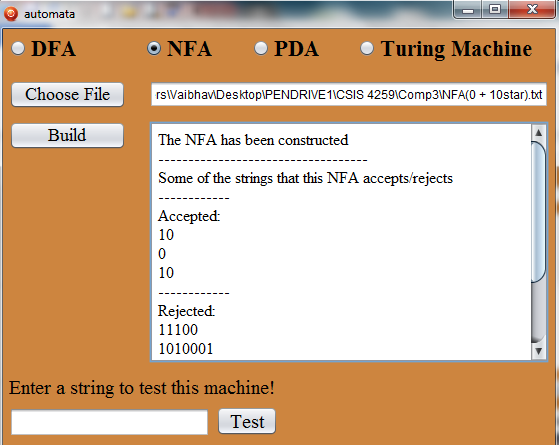 automata
DFA NFA PDA Turing Machine
Choose File rs\Vaibhav\Desktop\PENDRIVE1\CSIS 4259\Comp3\NFA(0 + 10star).txt
Build
The NFA has been constructed
-----------------------------------
Some of the strings that this NFA accepts/rejects
------------
Accepted:
10
0
10
------------
Rejected:
11100
1010001
Enter a string to test this machine!
Test